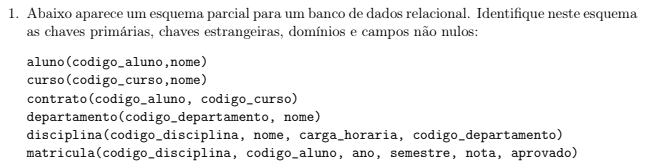 1. Abaixo aparece um esquema parcial para um banco de dados relacional. Identifique neste esquema
as chaves primárias, chaves estrangeiras, domínios e campos não nulos:
aluno(codigo_aluno,nome)
curso(codigo_curso,nome)
contrato(codigo_aluno, codigo_curso)
departamento(codigo_departamento, nome)
disciplina(codigo_disciplina, nome, carga_horaria, codigo_departamento)
matricula(codigo_disciplina, codigo_aluno, ano, semestre, nota, aprovado)